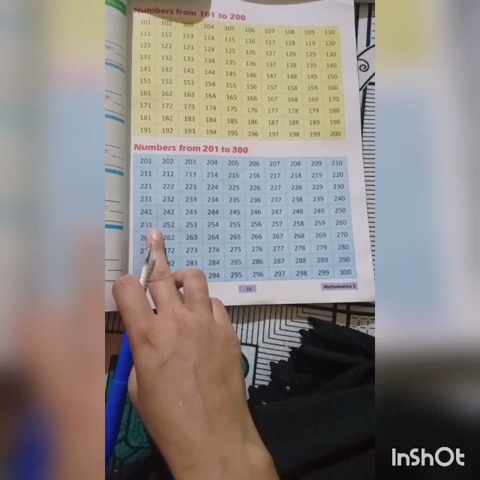 Numbers from 101 to 200
101 102 103 104 105 106 107 108 109 110
111 112 113 114 115 116 117 118 119 120
121 122 123 124 125 126 127 128 129 130
131 132 133 134 135 136 137 138 139 140
141 142 143 144 145 146 147 148 149 150
151 152 153 154 155 156 157 158 159 160
161 162 163 164 165 166 167 168 169 170
171 172 173 174 175 176 177 178 179 180
181 182 183 184 185 186 187 188 189 190
191 192 193 194 195 196 197 198 199 200
Numbers from 201 to 300
201 202 203 204 205 206 207 208 209 210
211 212 213 214 215 216 217 218 219 220
221 222 223 224 225 226 227 228 229 230
231 232 233 234 235 236 237 238 239 240
241 242 243 244 245 246 247 248 249 250
251 252 253 254 255 256 257 258 259 260
262 263 264 265 266 267 268 269 270
273 274 275 276 277 278 279 280
283 284 285 286 287 288 289 290
294 295 296 297 298 299 300
Mathematics 2
InShOt